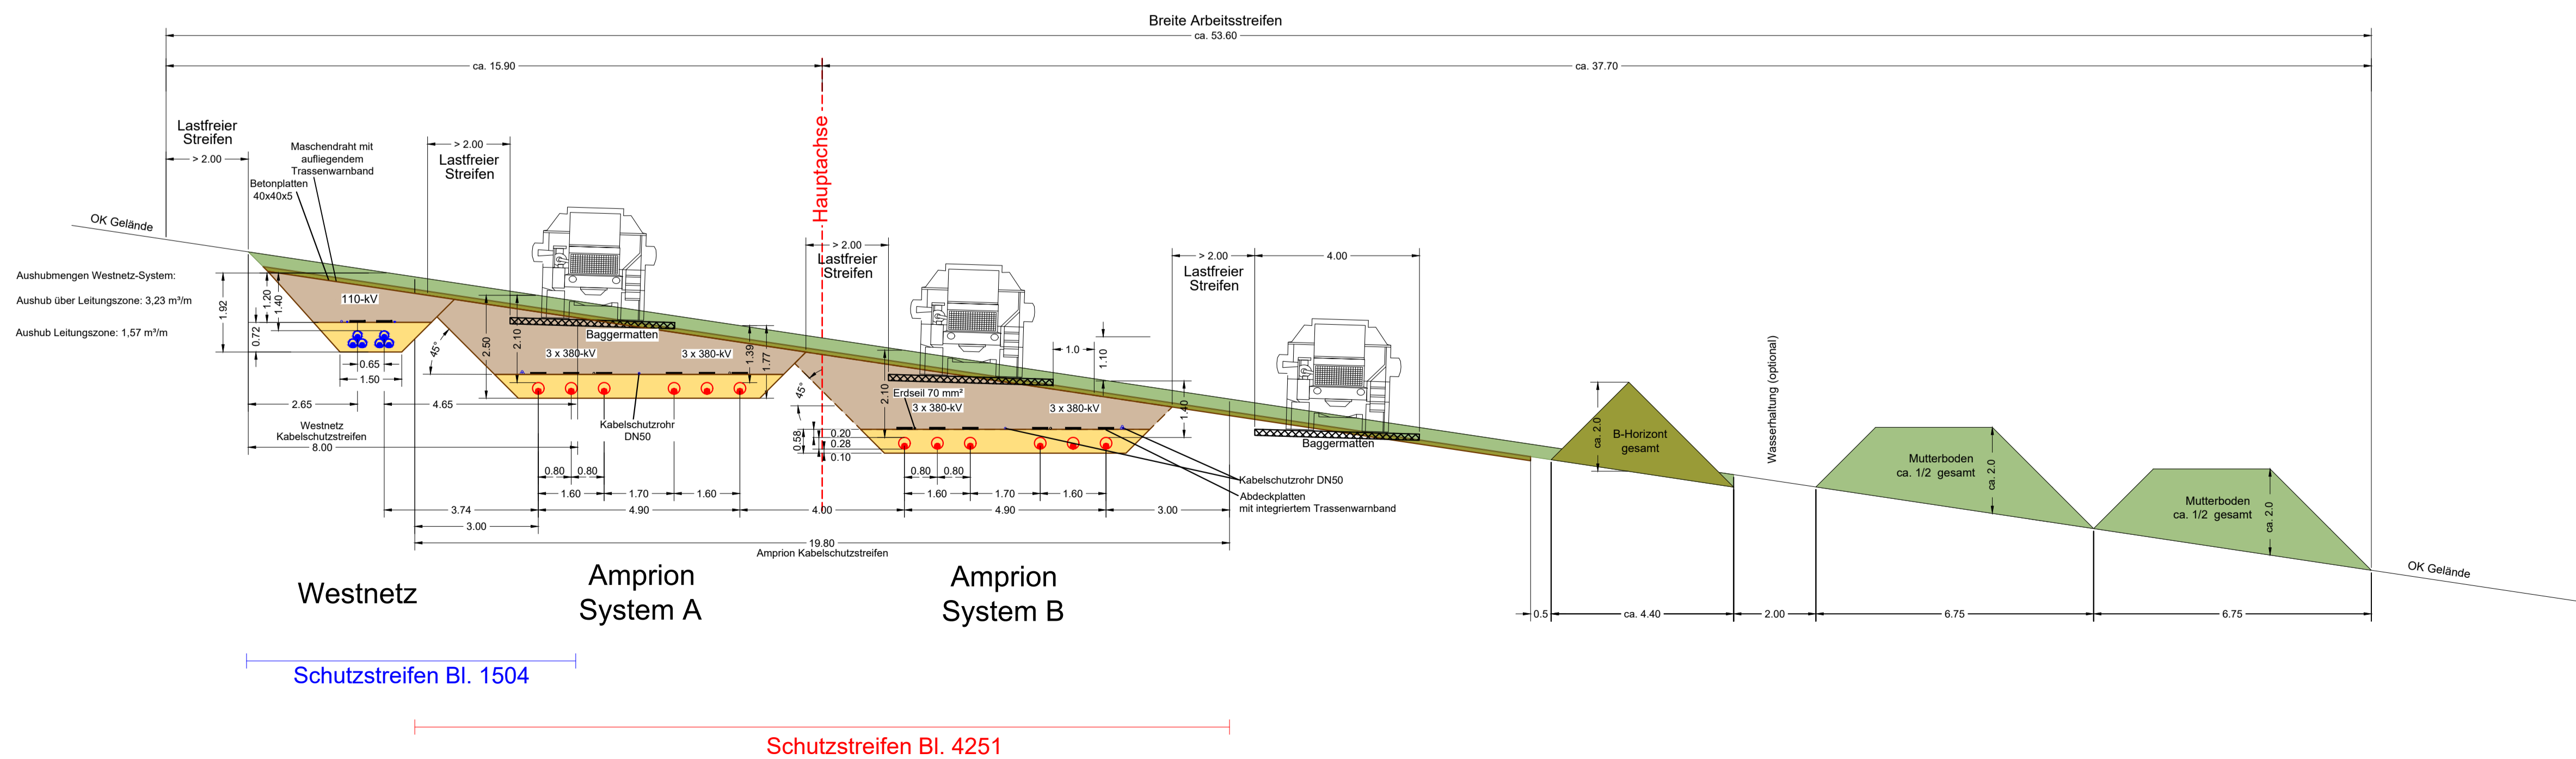 Breite Arbeitsstreifen
ca. 53.60
ca. 15.90
ca. 37.70
Hauptachse
Lastfreier
Streifen
> 2.00
Maschendraht mit
aufliegendem
Trassenwarnband
Betonplatten
40x40x5
> 2.00
Lastfreier
Streifen
> 2.00
Lastfreier
Streifen
> 2.00
Lastfreier
Streifen
4.00
OK Gelände
Aushubmengen Westnetz-System:
Aushub über Leitungszone: 3,23 m³/m
Aushub Leitungszone: 1,57 m³/m
1.92
0.72
1.20
1.40
110-kV
0.65
1.50
2.65
4.65
Westnetz
Kabelschutzstreifen
8.00
45°
2.50
2.10
Baggermatten
3 x 380-kV
3 x 380-kV
1.39
1.77
Kabelschutzrohr
DN50
0.80
0.80
1.60
1.70
1.60
3.74
4.90
4.00
4.90
3.00
3.00
19.80
Amprion Kabelschutzstreifen
45°
0.58
0.20
0.28
0.10
2.10
Erdseil 70 mm²
3 x 380-kV
3 x 380-kV
1.0
1.10
1.40
0.80
0.80
1.60
1.70
1.60
Kabelschutzrohr DN50
Abdeckplatten
mit integriertem Trassenwarnband
Baggermatten
ca. 2.0
B-Horizont
gesamt
Wasserhaltung (optional)
Mutterboden
ca. 1/2 gesamt
ca. 2.0
Mutterboden
ca. 1/2 gesamt
ca. 2.0
OK Gelände
0.5
ca. 4.40
2.00
6.75
6.75
Westnetz
Amprion
System A
Amprion
System B
Schutzstreifen Bl. 1504
Schutzstreifen Bl. 4251